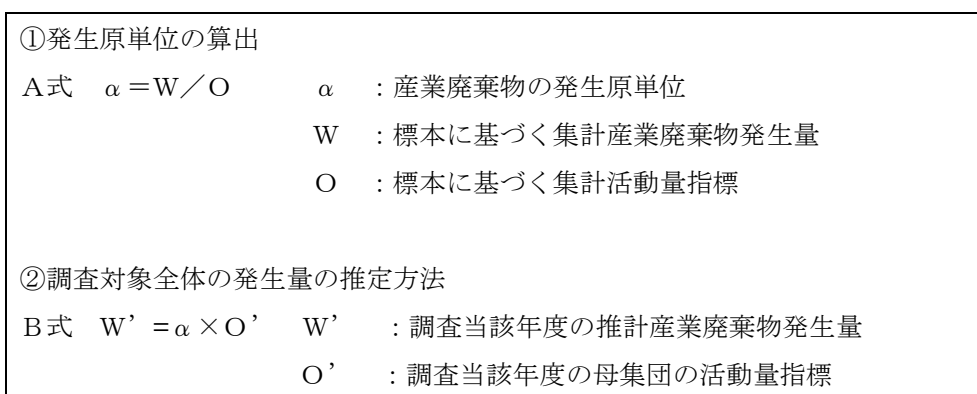 ①発生原単位の算出
A式　α＝W／O　　　α　：産業廃棄物の発生原単位
W　：標本に基づく集計産業廃棄物発生量
O　：標本に基づく集計活動量指標
②調査対象全体の発生量の推定方法
B式　W’＝α×O’　W’　：調査当該年度の推計産業廃棄物発生量
O’　：調査当該年度の母集団の活動量指標